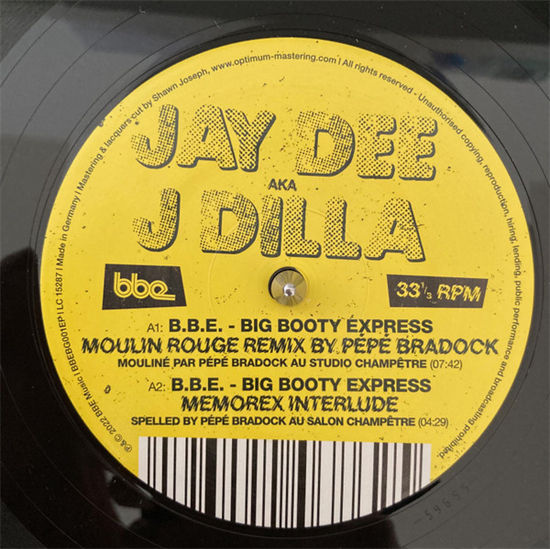 ℗&© 2022 BBE Music | BBEBG001EP | LC 15287 | Made in Germany | Mastering & lacquers cut by Shawn Joseph, www.optimum-mastering.com | All rights reserved - Unauthorised copying, reproduction, hiring, lending, public performance and broadcasting prohibited.
JAY DEE
AKA
J DILLA
bbe
33⅓ RPM
A1: B.B.E. - BIG BOOTY EXPRESS
MOULIN ROUGE REMIX BY PÉPÉ BRADOCK
MOULINÉ PAR PÉPÉ BRADOCK AU STUDIO CHAMPÊTRE (07:42)
A2: B.B.E. - BIG BOOTY EXPRESS
MEMOREX INTERLUDE
SPELLED BY PÉPÉ BRADOCK AU SALON CHAMPÊTRE (04:29)